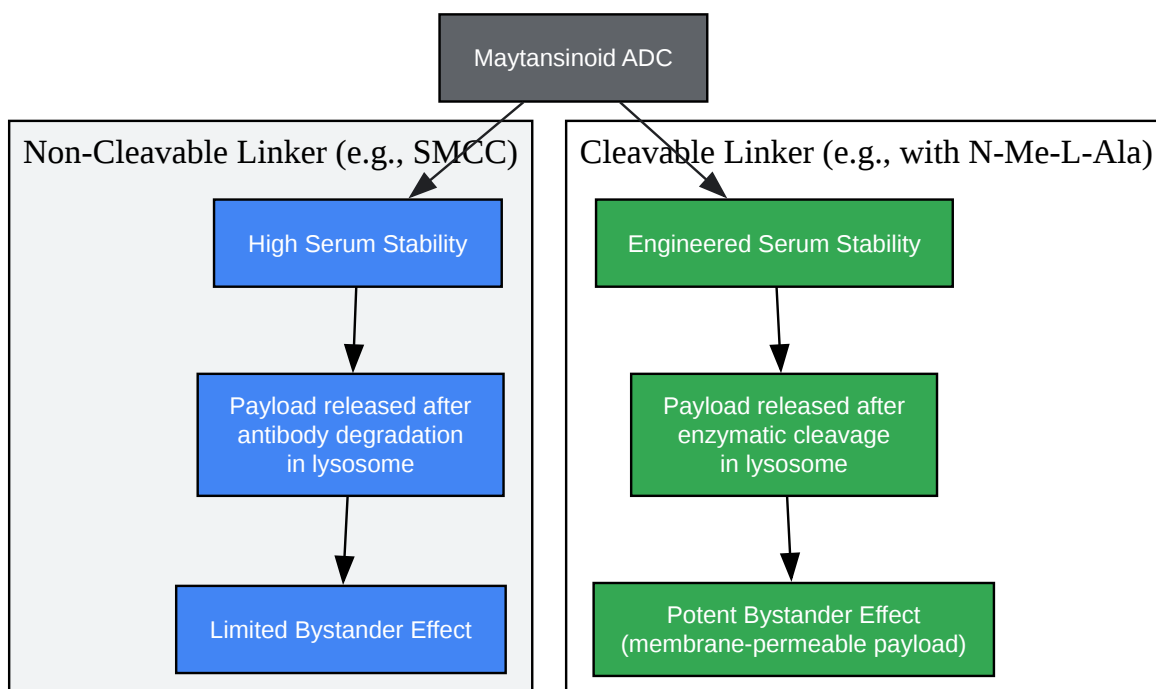 Maytansinoid ADC
Non-Cleavable Linker (e.g., SMCC)
High Serum Stability
Payload released after
antibody degradation
in lysosome
Limited Bystander Effect
Cleavable Linker (e.g., with N-Me-L-Ala)
Engineered Serum Stability
Payload released after
enzymatic cleavage
in lysosome
Potent Bystander Effect
(membrane-permeable payload)